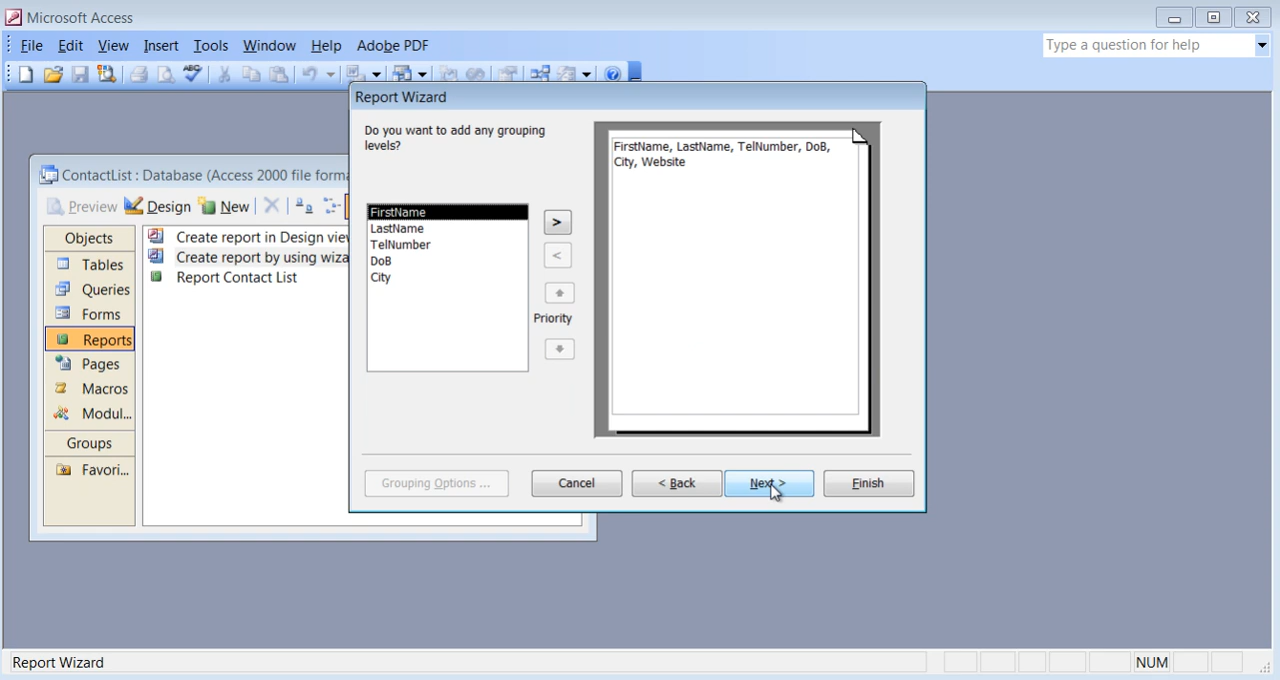 Microsoft Access
File Edit View Insert Tools Window Help Adobe PDF
Type a question for help
Report Wizard
Do you want to add any grouping
levels?
FirstName
LastName
TelNumber
DoB
City
>
<
Priority
FirstName, LastName, TelNumber, DoB,
City, Website
Grouping Options ...
Cancel
< Back
Next >
Finish
ContactList : Database (Access 2000 file forma
Preview Design New
Objects
Tables
Queries
Forms
Reports
Pages
Macros
Modul...
Groups
Favori...
Create report in Design view
Create report by using wiza
Report Contact List
Report Wizard
NUM